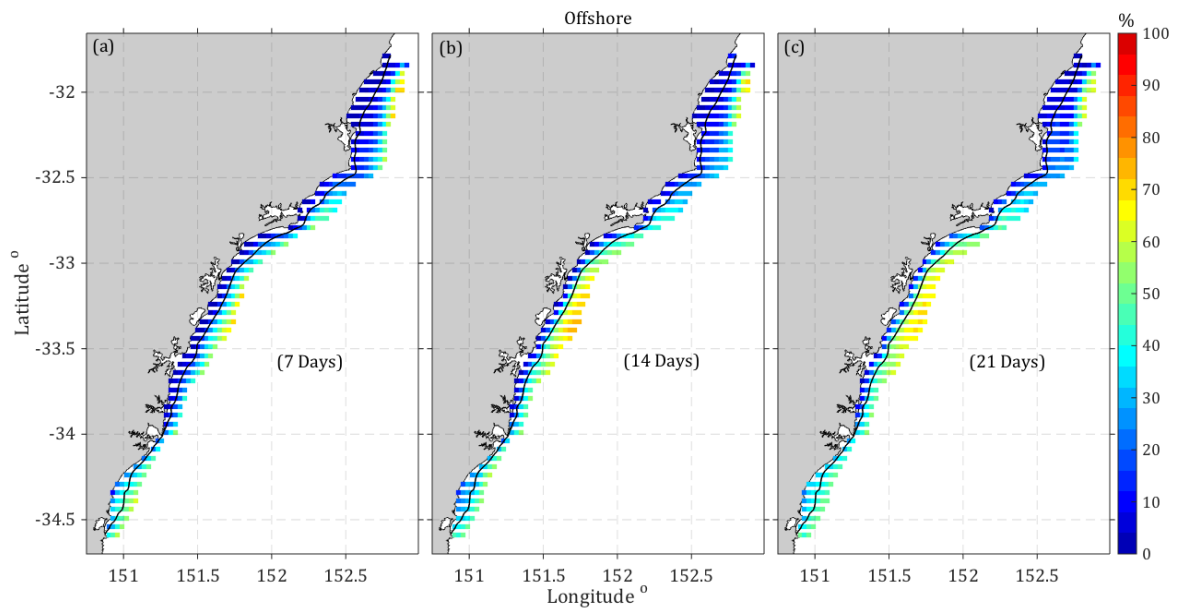 Offshore
%
(a)
(b)
(c)
100
90
80
70
60
50
40
30
20
10
0
-32
-32.5
-33
-33.5
-34
-34.5
Latitude o
(7 Days)
(14 Days)
(21 Days)
151 151.5 152 152.5
151 151.5 152 152.5
151 151.5 152 152.5
Longitude o